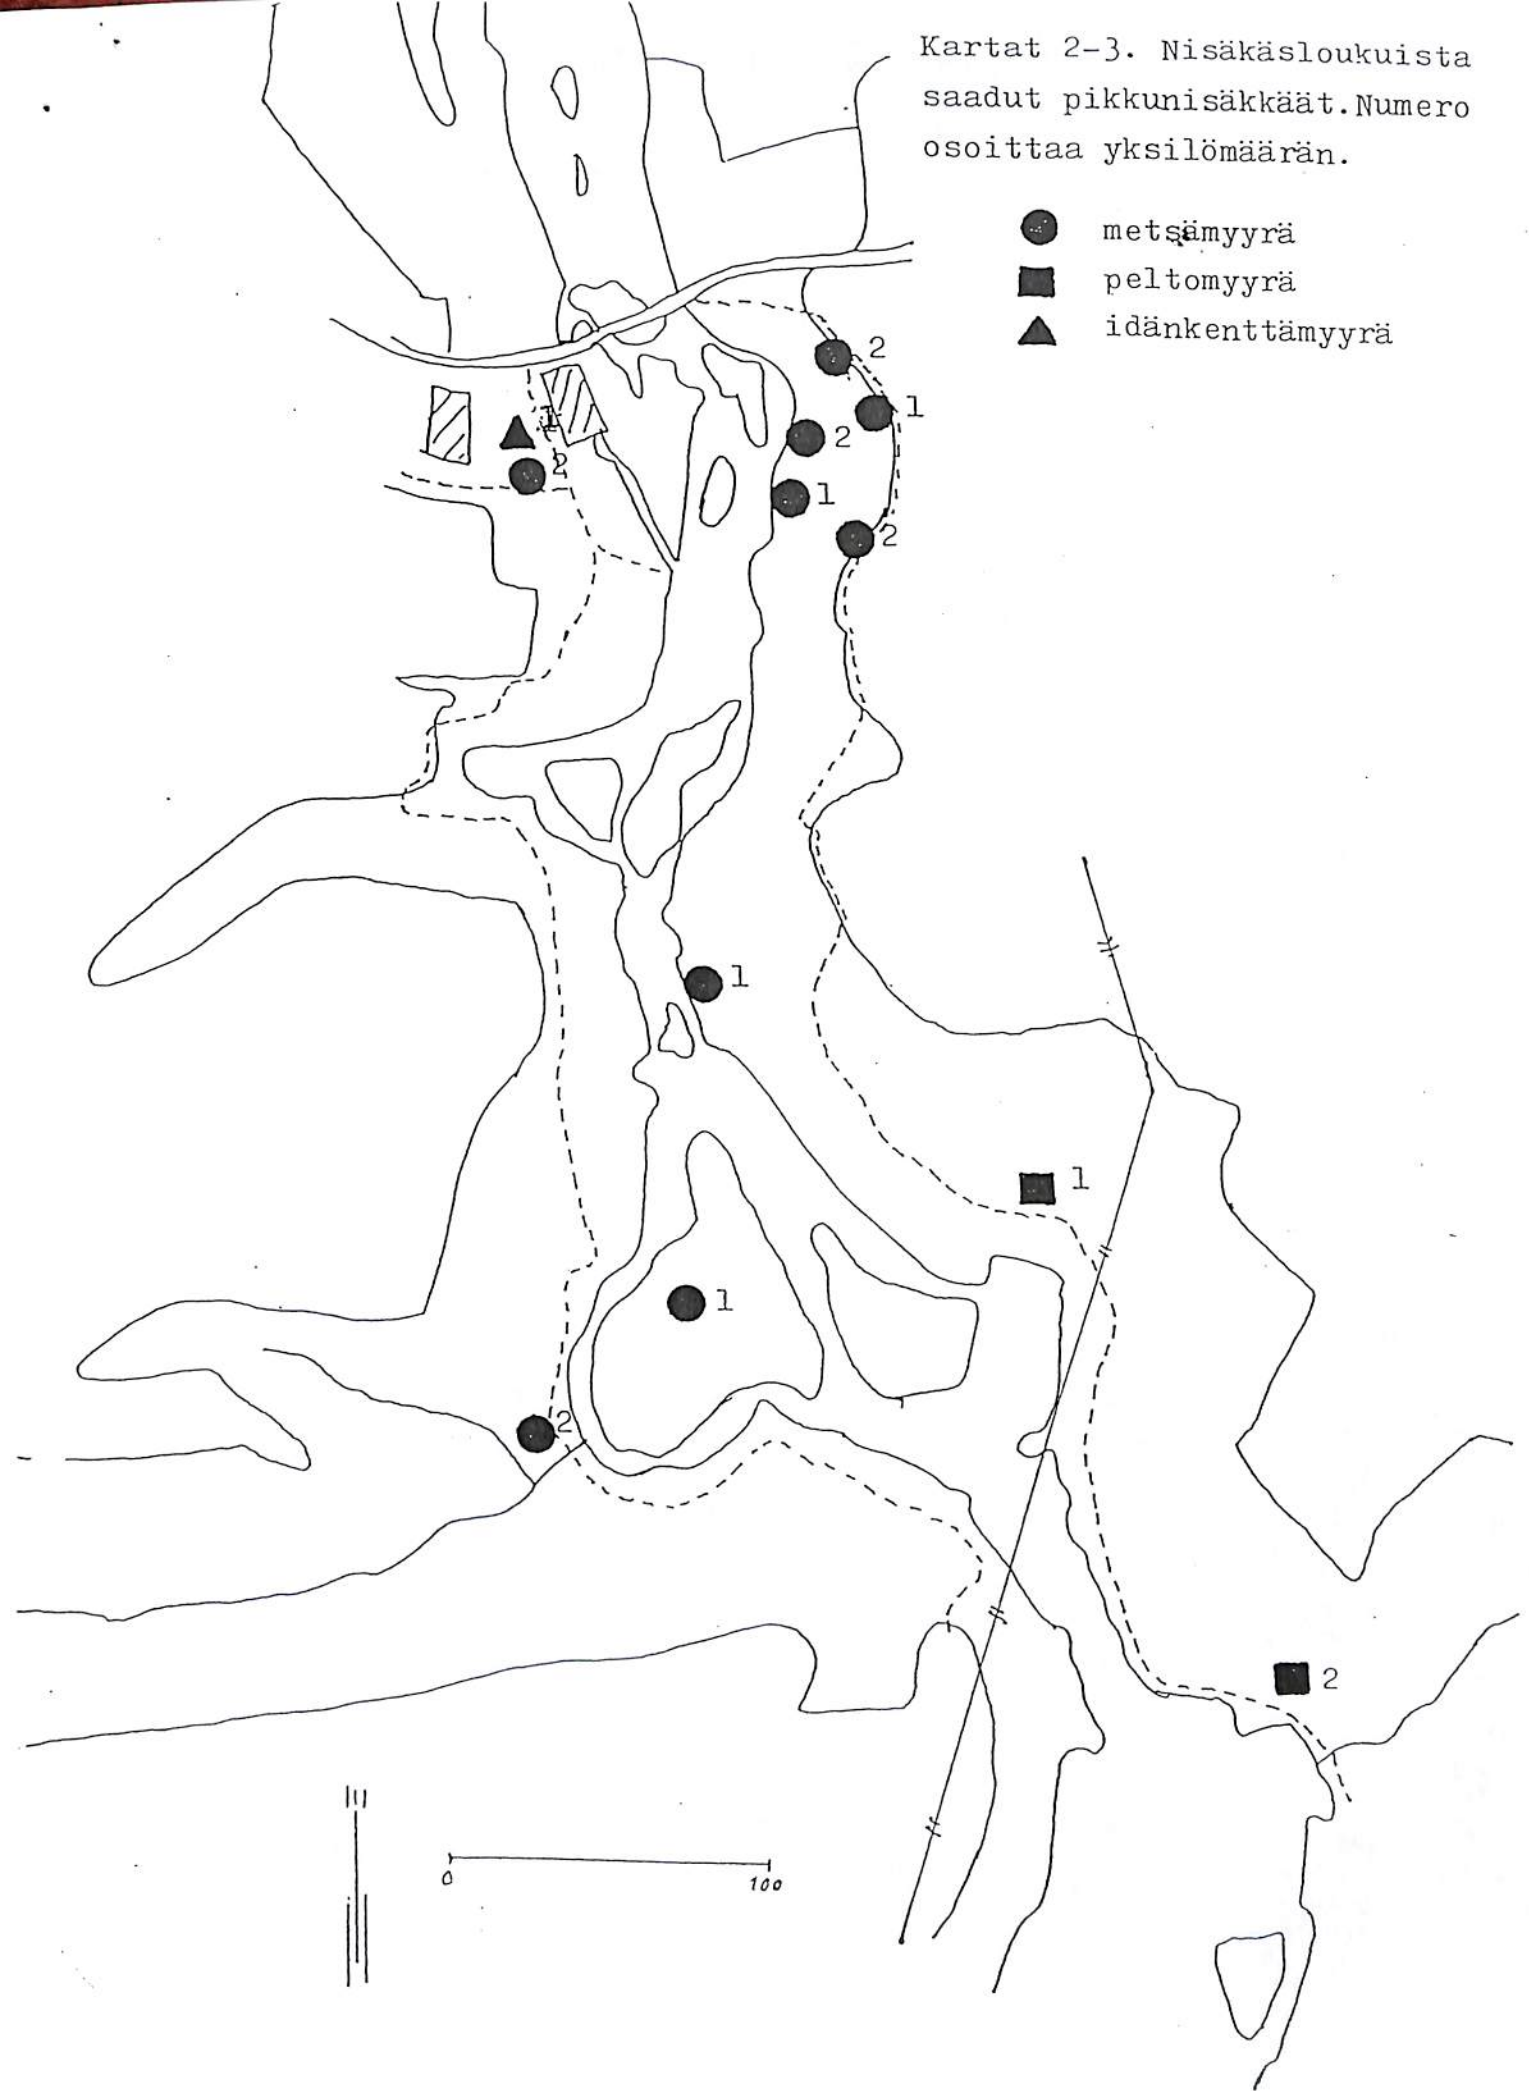 Kartat 2-3. Nisäkäsloukuista
saadut pikkunisäkkäät.Numero
osoittaa yksilömäärän.
metsämyyrä
peltomyyrä
idänkenttämyyrä
2
1
2
1
2
1
2
1
1
1
2
2
0
100